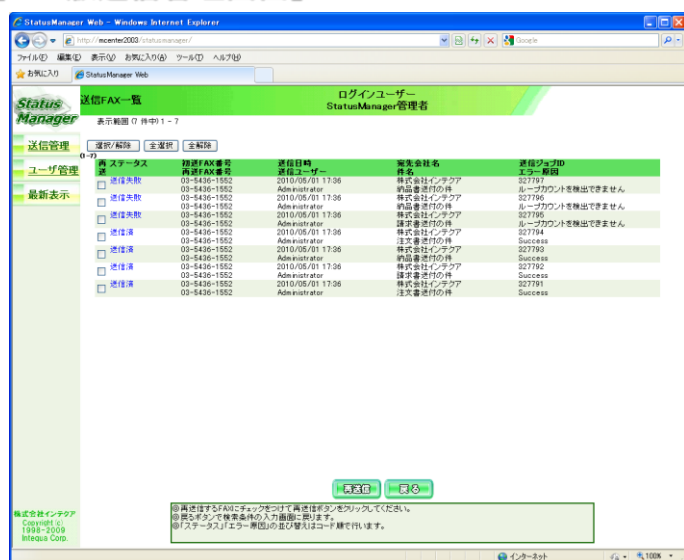 StatusManager Web - Windows Internet Explorer
http://mcenter2003/statusmanager/
Google
ファイル(F) 編集(E) 表示(V) お気に入り(A) ツール(T) ヘルプ(H)
お気に入り StatusManager Web
Status Manager
送信FAX一覧
ログインユーザー
StatusManager管理者
表示範囲(7 件中) 1 - 7
送信管理
ユーザ管理
最新表示
選択/解除 全選択 全解除
(1-7)
再送 ステータス 初送FAX番号 送信日時 宛先会社名 送信ジョブID
再送FAX番号 送信ユーザー 件名 エラー原因
送信失敗 03-5436-1552 2010/05/01 17:36 株式会社インテクア 327797
03-5436-1552 Administrator 納品書送付の件 ループカウントを検出できません
送信失敗 03-5436-1552 2010/05/01 17:36 株式会社インテクア 327796
03-5436-1552 Administrator 納品書送付の件 ループカウントを検出できません
送信失敗 03-5436-1552 2010/05/01 17:36 株式会社インテクア 327795
03-5436-1552 Administrator 請求書送付の件 ループカウントを検出できません
送信済 03-5436-1552 2010/05/01 17:36 株式会社インテクア 327794
03-5436-1552 Administrator 注文書送付の件 Success
送信済 03-5436-1552 2010/05/01 17:36 株式会社インテクア 327793
03-5436-1552 Administrator 納品書送付の件 Success
送信済 03-5436-1552 2010/05/01 17:36 株式会社インテクア 327792
03-5436-1552 Administrator 請求書送付の件 Success
送信済 03-5436-1552 2010/05/01 17:36 株式会社インテクア 327791
03-5436-1552 Administrator 注文書送付の件 Success
再送信 戻る
◎再送信するFAXにチェックをつけて再送信ボタンをクリックしてください。
◎戻るボタンで検索条件の入力画面に戻ります。
◎「ステータス」「エラー原因」の並び替えはコード順で行います。
株式会社インテクア
Copyright (c)
1998-2009
Intequa Corp.
インターネット 100%